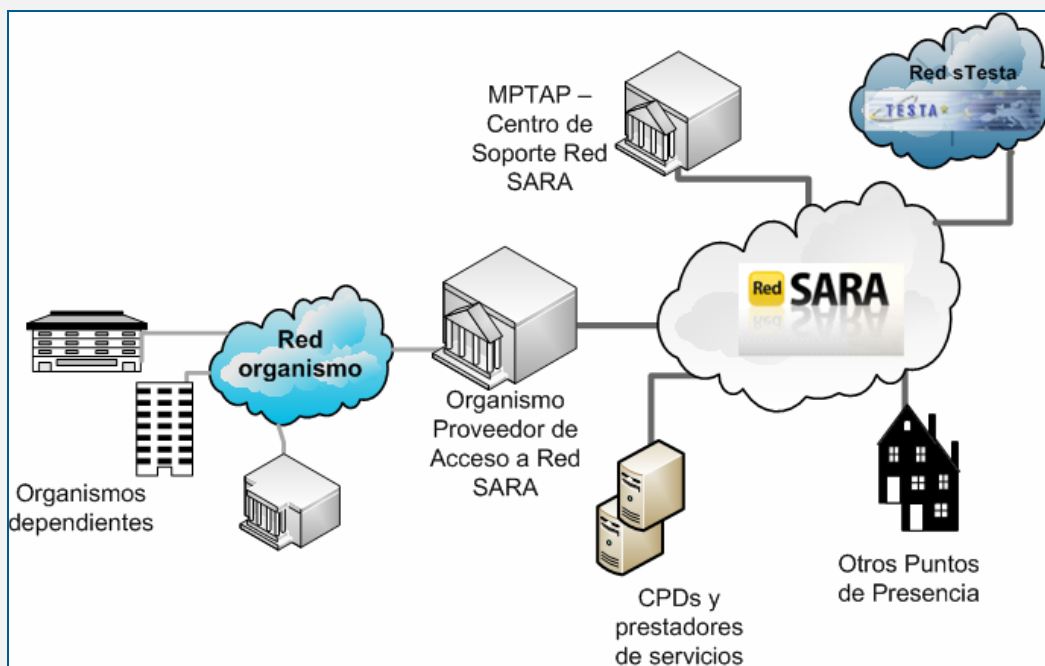 Red sTesta
TESTA
MPTAP –
Centro de
Soporte Red
SARA
Red SARA
Red
organismo
Organismo
Proveedor de
Acceso a Red
SARA
Organismos
dependientes
CPDs y
prestadores
de servicios
Otros Puntos
de Presencia